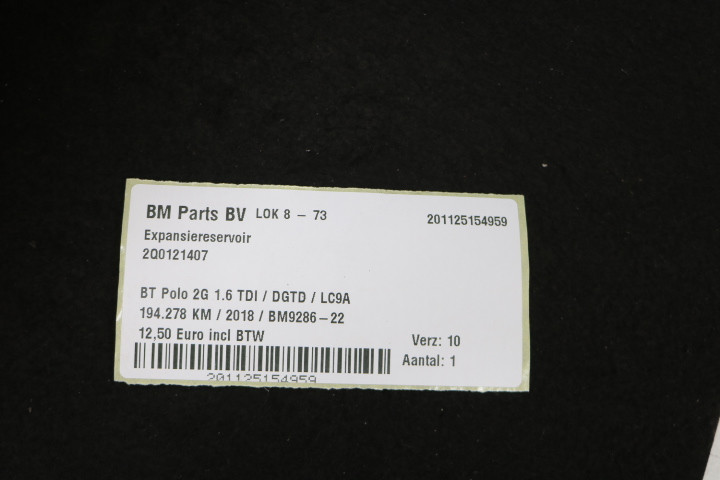 BM Parts BV LOK 8 – 73 201125154959
Expansiereservoir
2Q0121407
BT Polo 2G 1.6 TDI / DGTD / LC9A
194.278 KM / 2018 / BM9286–22
12,50 Euro incl BTW Verz: 10
Aantal: 1
201125154959